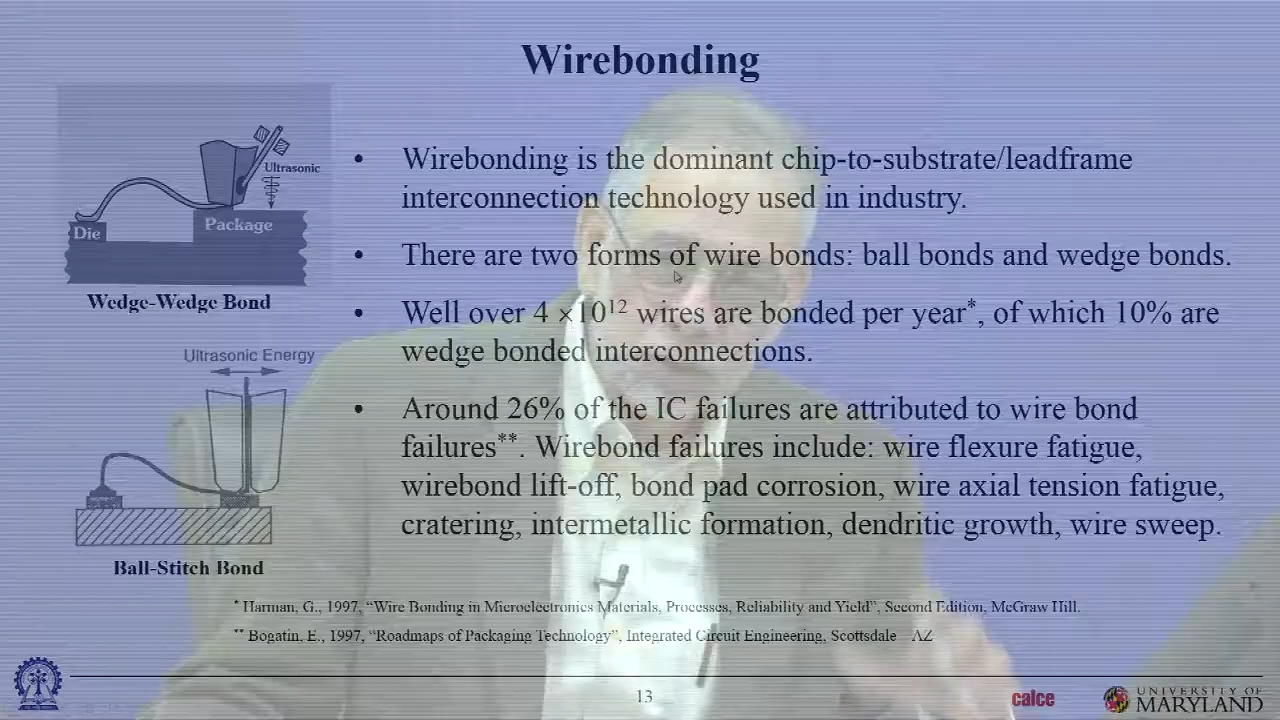 Wirebonding
Ultrasonic
Die
Package
Wedge-Wedge Bond
Ultrasonic Energy
Ball-Stitch Bond
• Wirebonding is the dominant chip-to-substrate/leadframe
interconnection technology used in industry.
• There are two forms of wire bonds: ball bonds and wedge bonds.
• Well over 4 ×10¹² wires are bonded per year*, of which 10% are
wedge bonded interconnections.
• Around 26% of the IC failures are attributed to wire bond
failures**. Wirebond failures include: wire flexure fatigue,
wirebond lift-off, bond pad corrosion, wire axial tension fatigue,
cratering, intermetallic formation, dendritic growth, wire sweep.
* Harman, G., 1997, “Wire Bonding in Microelectronics Materials, Processes, Reliability and Yield”, Second Edition, McGraw Hill.
** Bogatin, E., 1997, “Roadmaps of Packaging Technology”, Integrated Circuit Engineering, Scottsdale AZ
13
calce
UNIVERSITY OF
MARYLAND